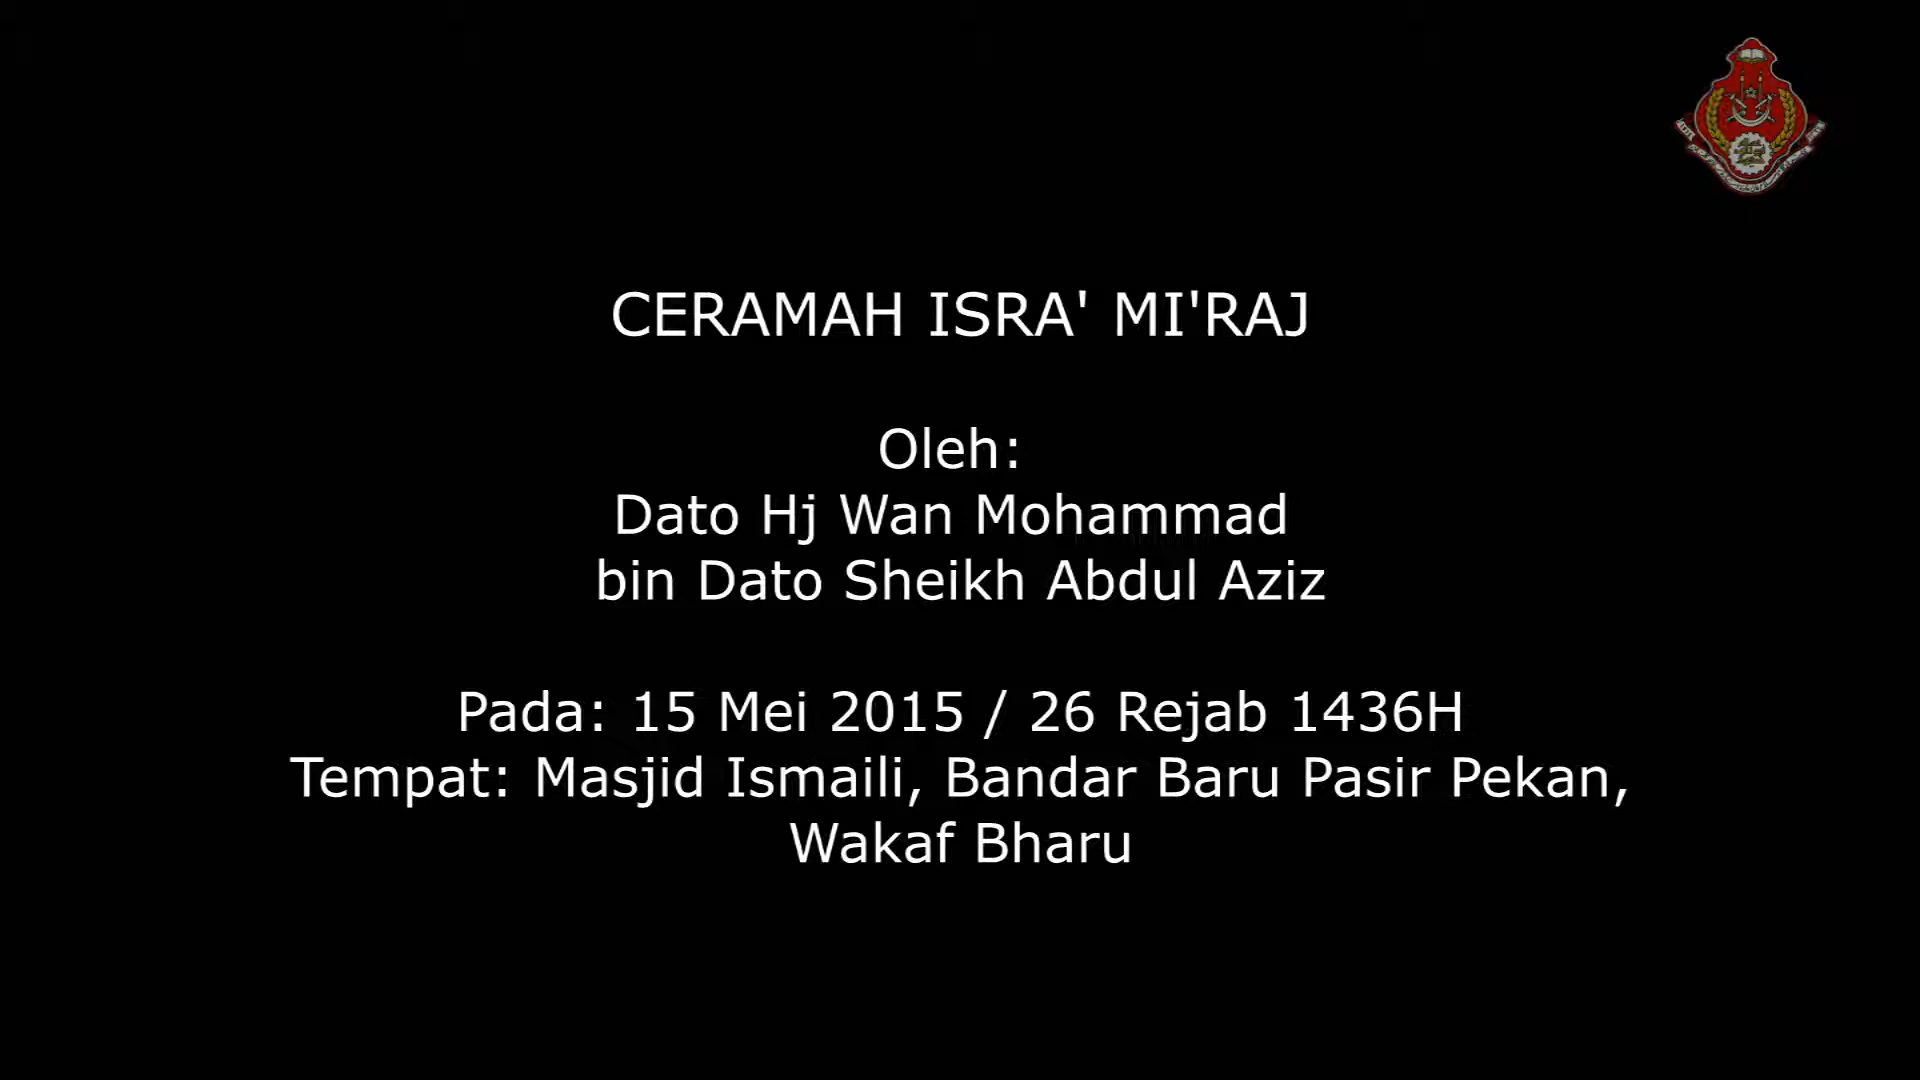 CERAMAH ISRA' MI'RAJ
Oleh:
Dato Hj Wan Mohammad
bin Dato Sheikh Abdul Aziz
Pada: 15 Mei 2015 / 26 Rejab 1436H
Tempat: Masjid Ismaili, Bandar Baru Pasir Pekan,
Wakaf Bharu